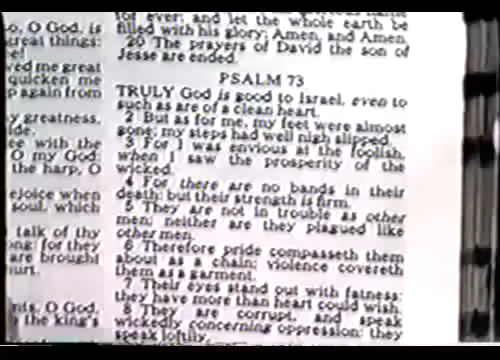 o, O God, is
great things:
ee!
wed me great
quicken me
p again from
y greatness,
ide.
ee with the
O my God:
the harp, O
ejoice when
soul, which
talk of thy
ong: for they
are brought
hurt.
nts, O God,
the king's
for ever: and let the whole earth be
filled with his glory; Amen, and Amen.
20 The prayers of David the son of
Jesse are ended.
PSALM 73
TRULY God is good to Israel, even to
such as are of a clean heart.
2 But as for me, my feet were almost
gone; my steps had well nigh slipped.
3 For I was envious at the foolish,
when I saw the prosperity of the
wicked.
4 For there are no bands in their
death: but their strength is firm.
5 They are not in trouble as other
men; neither are they plagued like
other men.
6 Therefore pride compasseth them
about as a chain; violence covereth
them as a garment.
7 Their eyes stand out with fatness:
they have more than heart could wish.
8 They are corrupt, and speak
wickedly concerning oppression: they
speak loftily.